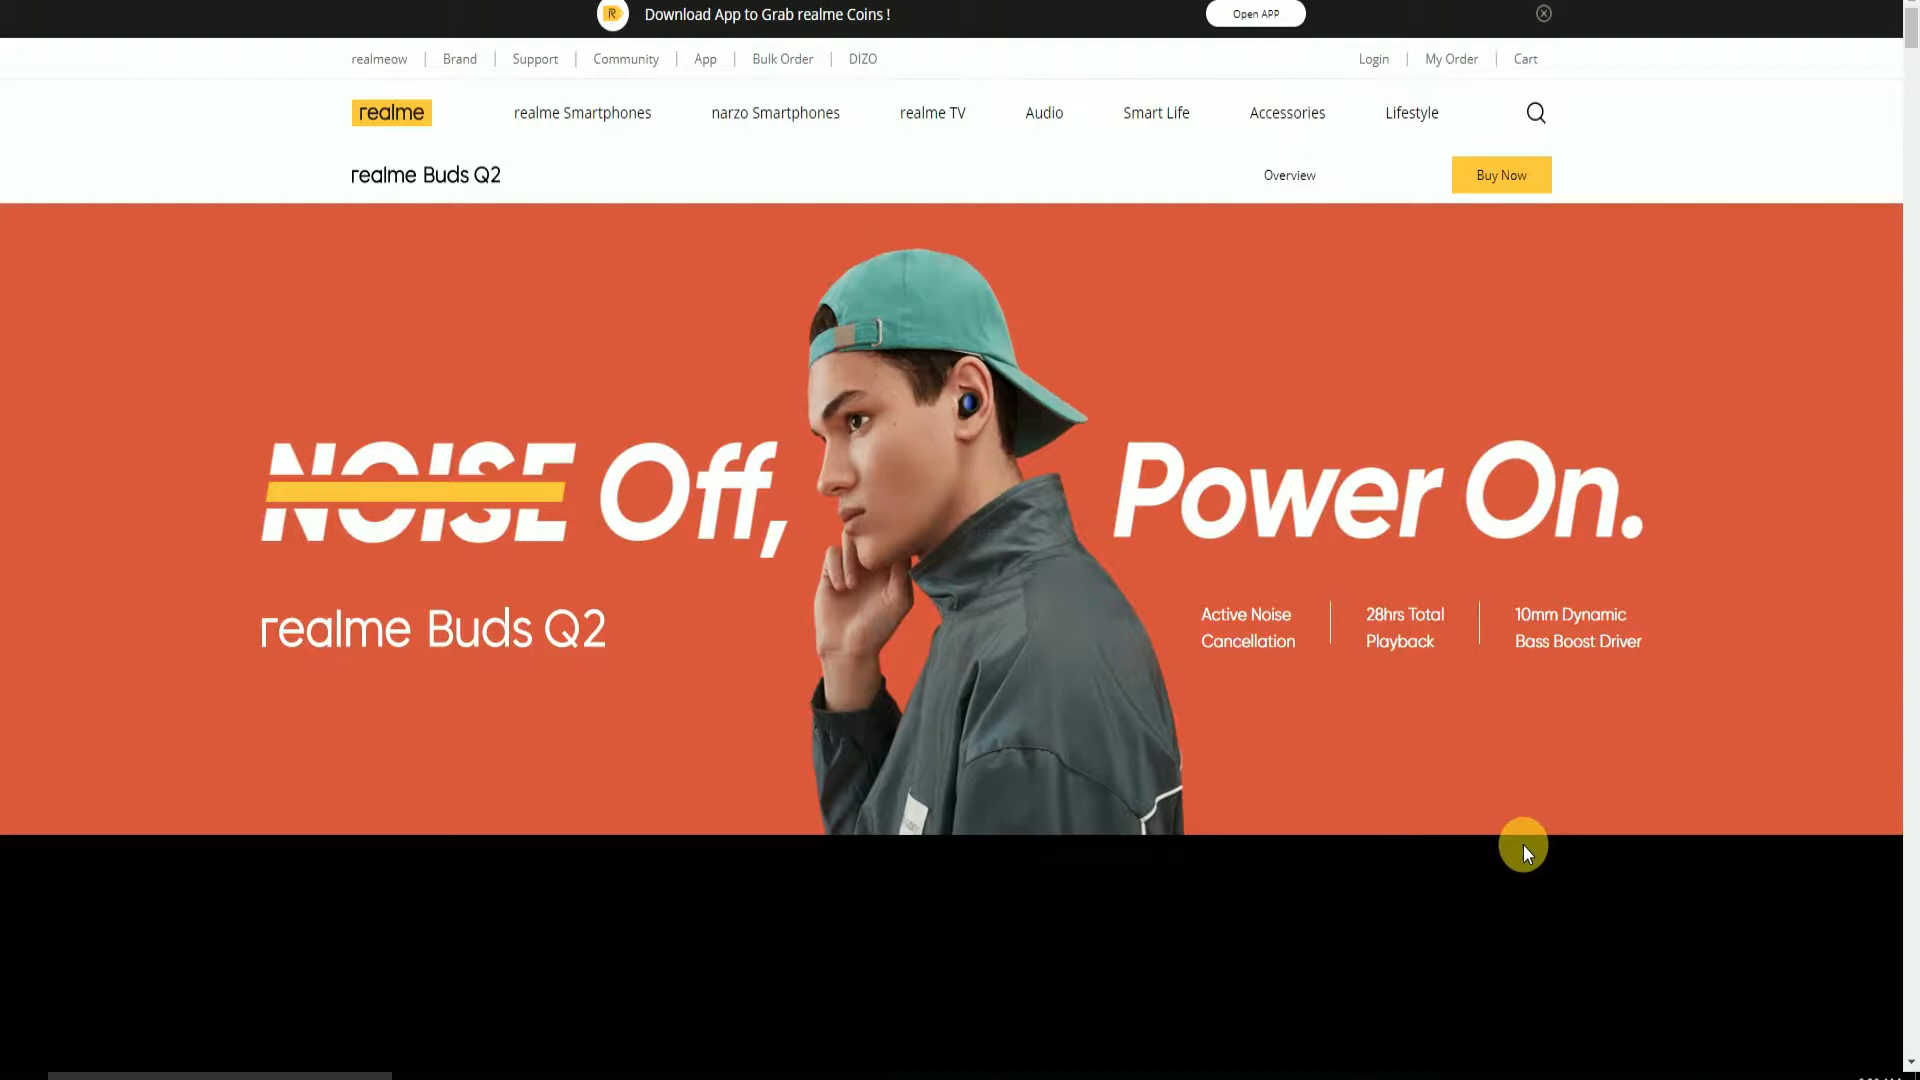 Download App to Grab realme Coins !
Open APP
realmeow
Brand
Support
Community
App
Bulk Order
DIZO
Login
My Order
Cart
realme
realme Smartphones
narzo Smartphones
realme TV
Audio
Smart Life
Accessories
Lifestyle
realme Buds Q2
Overview
Buy Now
NOISE Off,
Power On.
realme Buds Q2
Active Noise
Cancellation
28hrs Total
Playback
10mm Dynamic
Bass Boost Driver